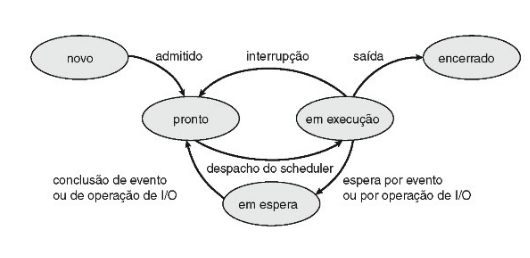 novo
admitido
interrupção
saída
encerrado
pronto
em execução
despacho do scheduler
conclusão de evento
ou de operação de I/O
em espera
espera por evento
ou por operação de I/O